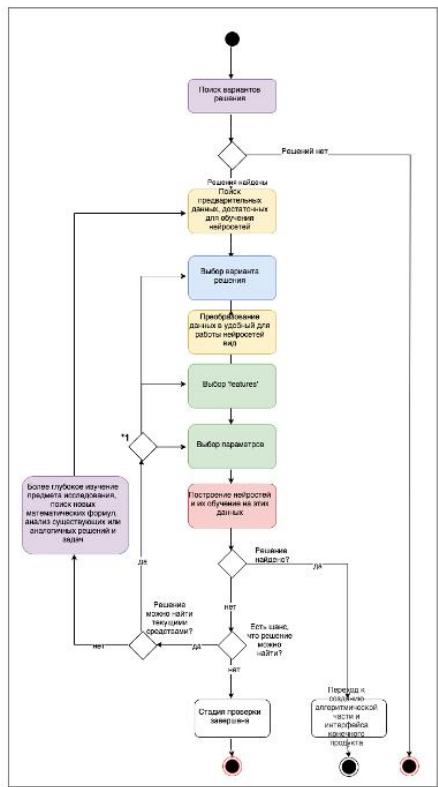 Поиск вариантов
решения
Решений нет
Решения найдены
Поиск
предварительных
данных, достаточных
для обучения
нейросетей
Выбор варианта
решения
Преобразование
данных в удобный для
работы нейросетей
вид
Выбор 'features'
*1
Выбор параметров
Более глубокое изучение
предмета исследования,
поиск новых
математических формул,
анализ существующих или
аналогичных решений и
задач
Построение нейростей
и их обучение на этих
данных
Решение
найдено?
да
да
нет
Решение
можно найти
текущими
средствами?
Есть шанс,
что решение
можно
найти?
нет
да
нет
Стадия проверки
завершена
Переход к
созданию
алгоритмической
части и
интерфейса
конечного
продукта